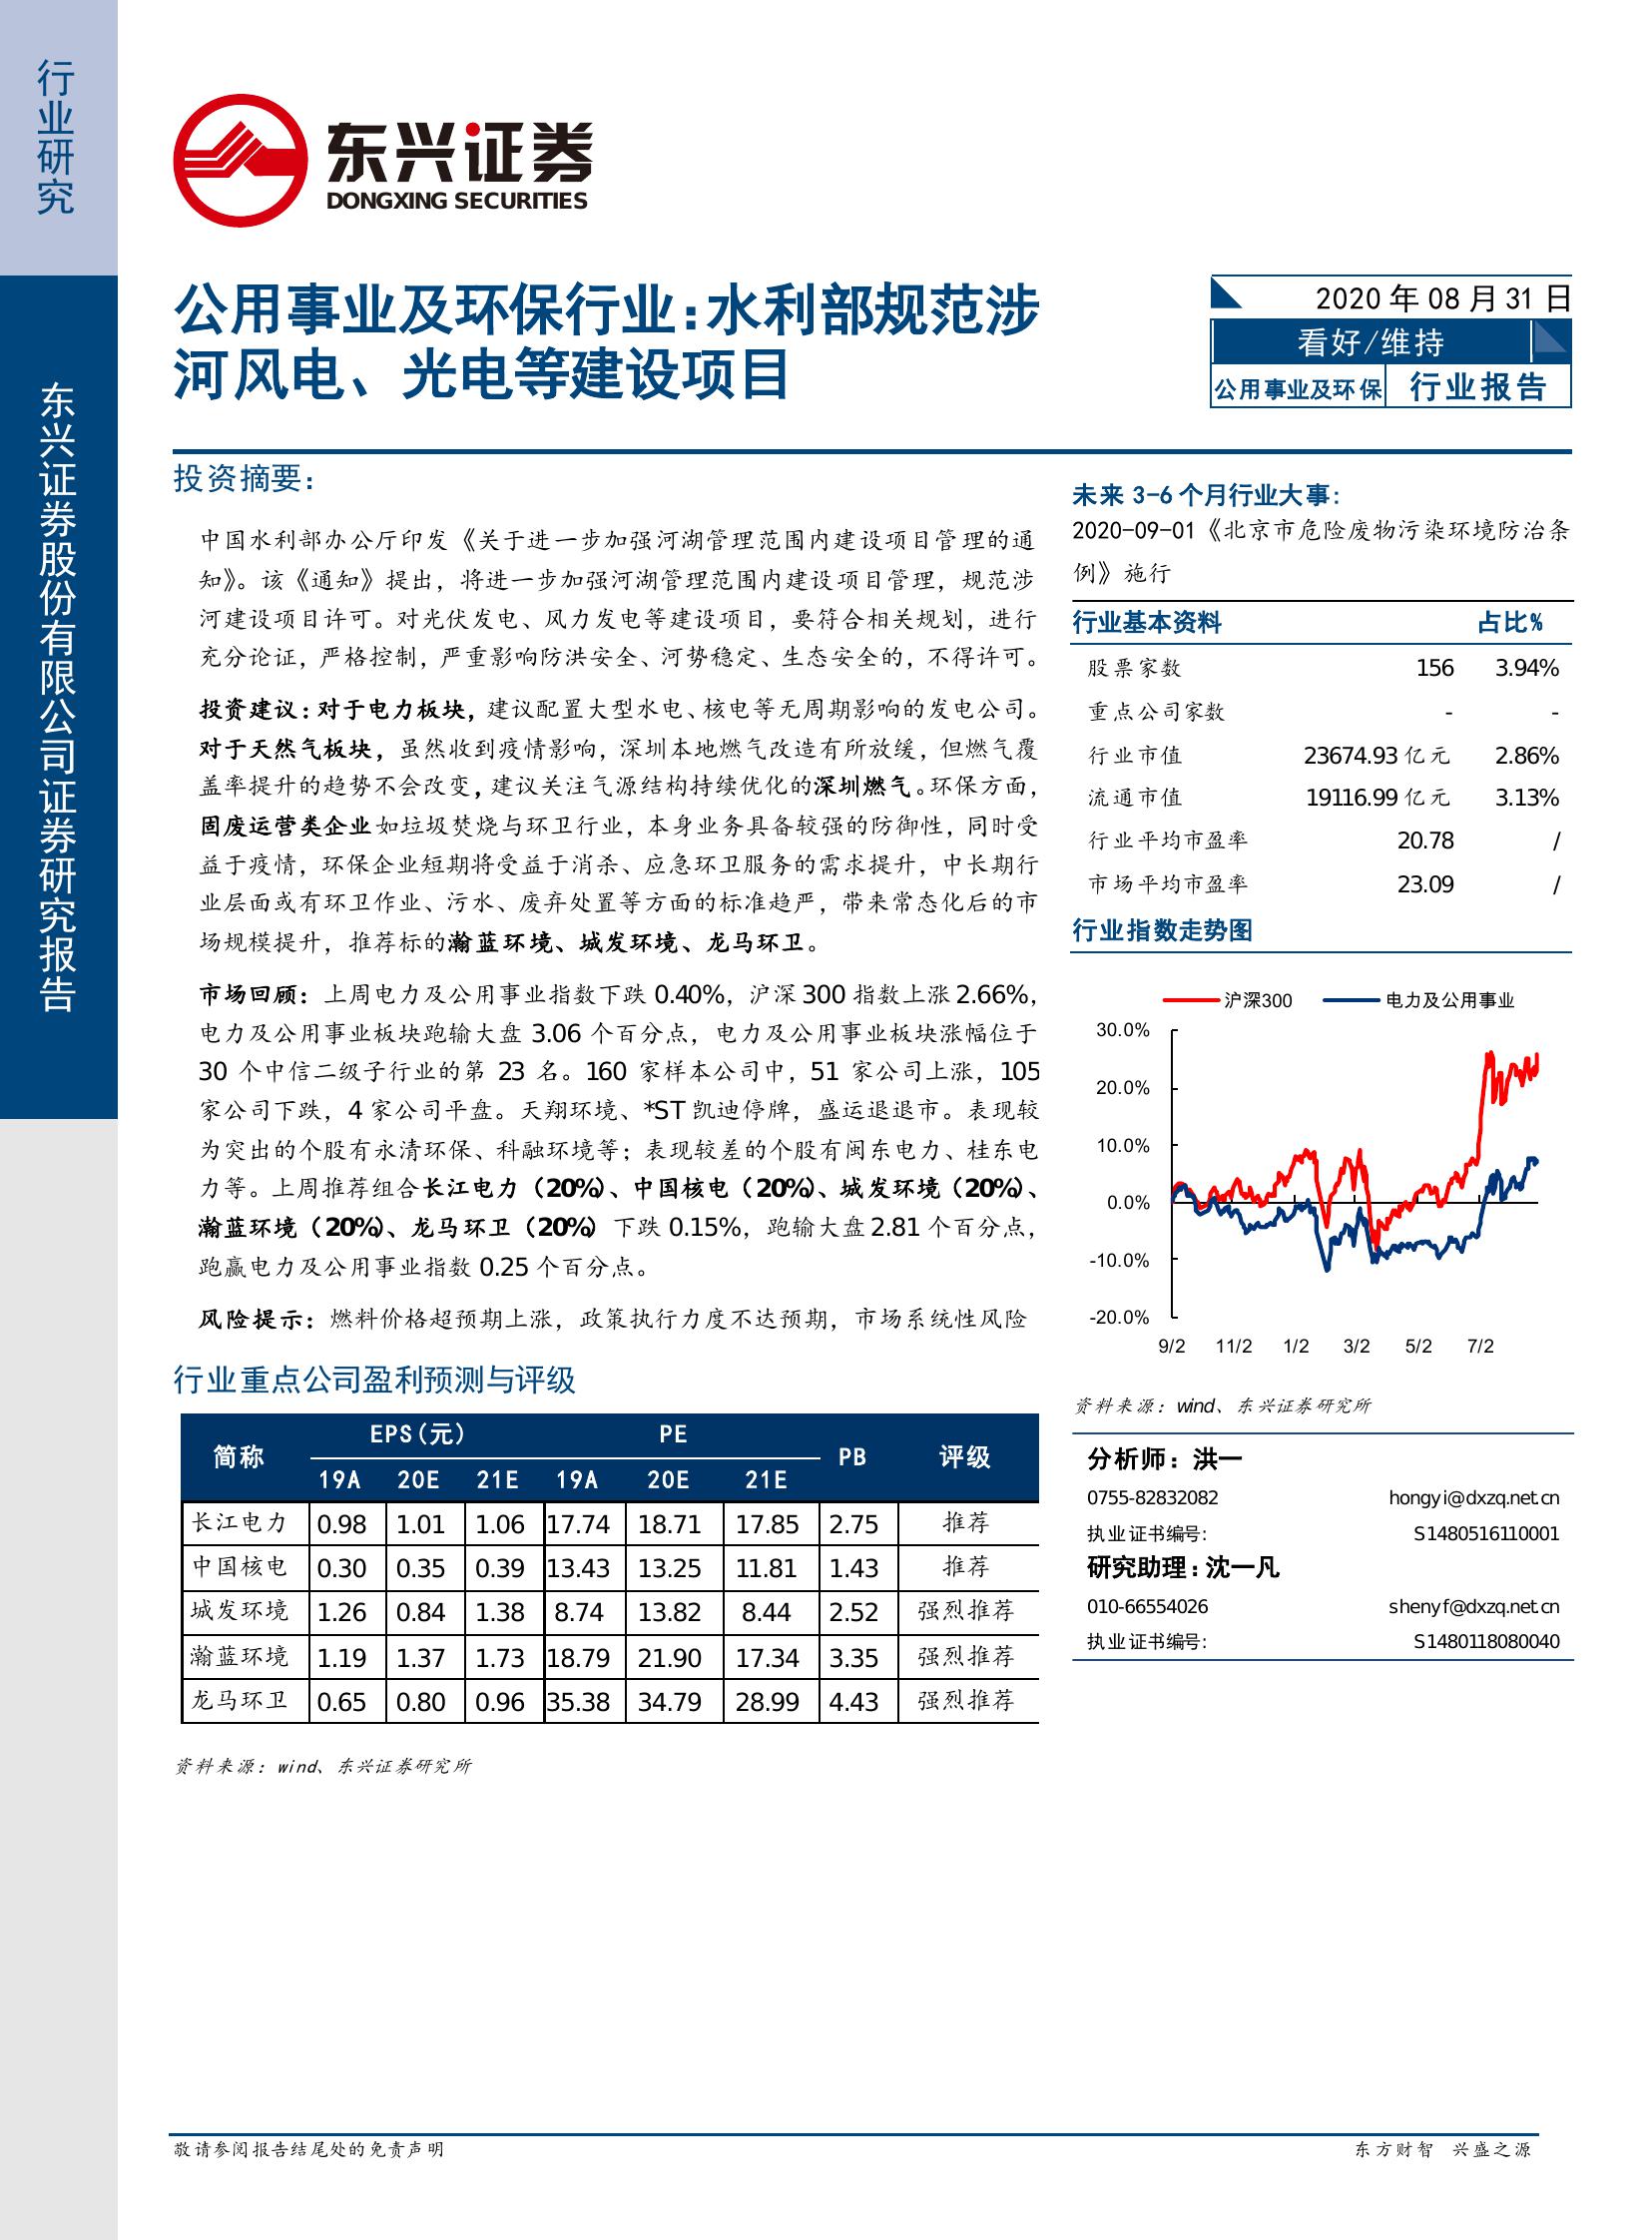 行业研究
东兴证券股份有限公司证券研究报告
东兴证券
DONGXING SECURITIES
公用事业及环保行业：水利部规范涉
河风电、光电等建设项目
2020 年 08 月 31 日
看好/维持
公用事业及环保 行业报告
投资摘要：
中国水利部办公厅印发《关于进一步加强河湖管理范围内建设项目管理的通
知》。该《通知》提出，将进一步加强河湖管理范围内建设项目管理，规范涉
河建设项目许可。对光伏发电、风力发电等建设项目，要符合相关规划，进行
充分论证，严格控制，严重影响防洪安全、河势稳定、生态安全的，不得许可。
投资建议：对于电力板块，建议配置大型水电、核电等无周期影响的发电公司。
对于天然气板块，虽然收到疫情影响，深圳本地燃气改造有所放缓，但燃气覆
盖率提升的趋势不会改变，建议关注气源结构持续优化的深圳燃气。环保方面，
固废运营类企业如垃圾焚烧与环卫行业，本身业务具备较强的防御性，同时受
益于疫情，环保企业短期将受益于消杀、应急环卫服务的需求提升，中长期行
业层面或有环卫作业、污水、废弃处置等方面的标准趋严，带来常态化后的市
场规模提升，推荐标的瀚蓝环境、城发环境、龙马环卫。
市场回顾：上周电力及公用事业指数下跌 0.40%，沪深 300 指数上涨 2.66%，
电力及公用事业板块跑输大盘 3.06 个百分点，电力及公用事业板块涨幅位于
30 个中信二级子行业的第 23 名。160 家样本公司中，51 家公司上涨，105
家公司下跌，4 家公司平盘。天翔环境、*ST 凯迪停牌，盛运退退市。表现较
为突出的个股有永清环保、科融环境等；表现较差的个股有闽东电力、桂东电
力等。上周推荐组合长江电力（20%）、中国核电（20%）、城发环境（20%）、
瀚蓝环境（20%）、龙马环卫（20%）下跌 0.15%，跑输大盘 2.81 个百分点，
跑赢电力及公用事业指数 0.25 个百分点。
风险提示：燃料价格超预期上涨，政策执行力度不达预期，市场系统性风险
行业重点公司盈利预测与评级
简称 EPS(元) PE PB 评级
19A 20E 21E 19A 20E 21E
长江电力 0.98 1.01 1.06 17.74 18.71 17.85 2.75 推荐
中国核电 0.30 0.35 0.39 13.43 13.25 11.81 1.43 推荐
城发环境 1.26 0.84 1.38 8.74 13.82 8.44 2.52 强烈推荐
瀚蓝环境 1.19 1.37 1.73 18.79 21.90 17.34 3.35 强烈推荐
龙马环卫 0.65 0.80 0.96 35.38 34.79 28.99 4.43 强烈推荐
资料来源：wind、东兴证券研究所
未来 3-6 个月行业大事：
2020-09-01《北京市危险废物污染环境防治条
例》施行
行业基本资料 占比%
股票家数 156 3.94%
重点公司家数 - -
行业市值 23674.93 亿元 2.86%
流通市值 19116.99 亿元 3.13%
行业平均市盈率 20.78 /
市场平均市盈率 23.09 /
行业指数走势图
沪深300 电力及公用事业
30.0%
20.0%
10.0%
0.0%
-10.0%
-20.0%
9/2 11/2 1/2 3/2 5/2 7/2
资料来源：wind、东兴证券研究所
分析师：洪一
0755-82832082 hongyi@dxzq.net.cn
执业证书编号: S1480516110001
研究助理：沈一凡
010-66554026 shenyf@dxzq.net.cn
执业证书编号: S1480118080040
敬请参阅报告结尾处的免责声明
东方财智 兴盛之源